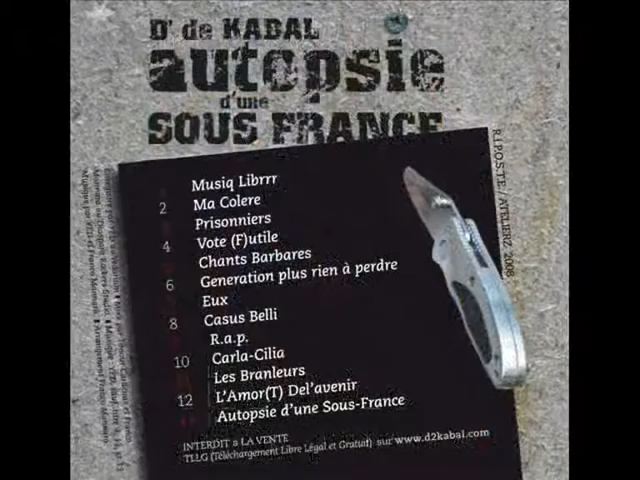 D' de KABAL
autopsie
d'une
SOUS FRANCE
Musiq Librrr
2 Ma Colere
Prisonniers
4 Vote (F)utile
Chants Barbares
6 Generation plus rien à perdre
Eux
8 Casus Belli
R.a.p.
10 Carla-Cilia
Les Branleurs
12 L'Amor(T) Del'avenir
Autopsie d'une Sous-France
INTERDIT à LA VENTE
TLLG (Téléchargement Libre Légal et Gratuit) sur www.d2kabal.com
R.I.P.O.S.T.E. / ATELIERZ 2008